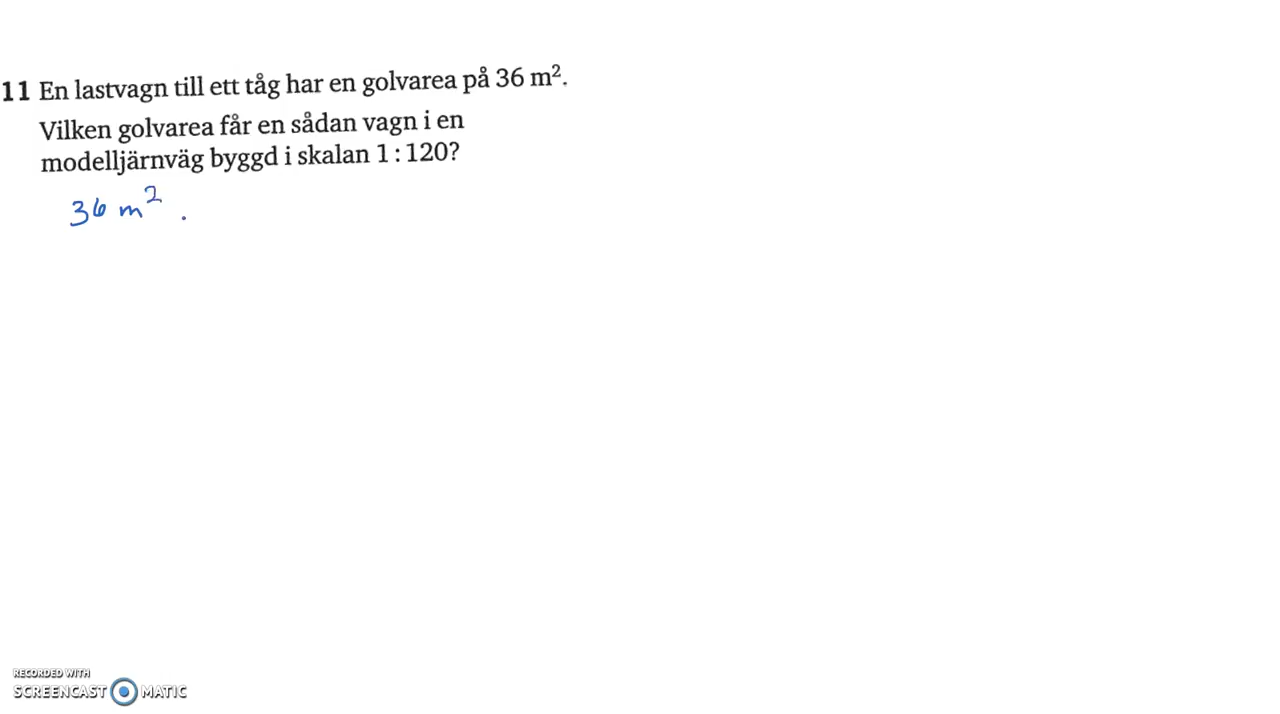 11 En lastvagn till ett tåg har en golvarea på 36 m².
Vilken golvarea får en sådan vagn i en
modelljärnväg byggd i skalan 1 : 120?
36 m² .
RECORDED WITH
SCREENCAST MATIC